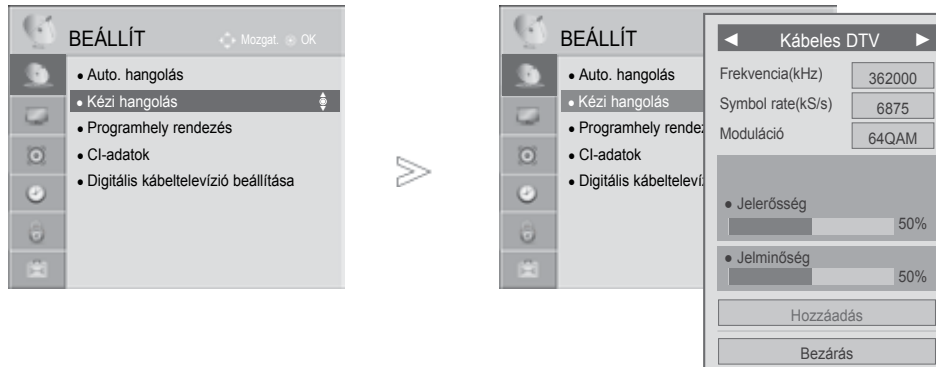 BEÁLLÍT
Mozgat. OK
• Auto. hangolás
• Kézi hangolás
• Programhely rendezés
• CI-adatok
• Digitális kábeltelevízió beállítása
BEÁLLÍT
• Auto. hangolás
• Kézi hangolás
• Programhely rendez
• CI-adatok
• Digitális kábeltelevíz
◀ Kábeles DTV ▶
Frekvencia(kHz) 362000
Symbol rate(kS/s) 6875
Moduláció 64QAM
• Jelerősség
50%
• Jelminőség
50%
Hozzáadás
Bezárás